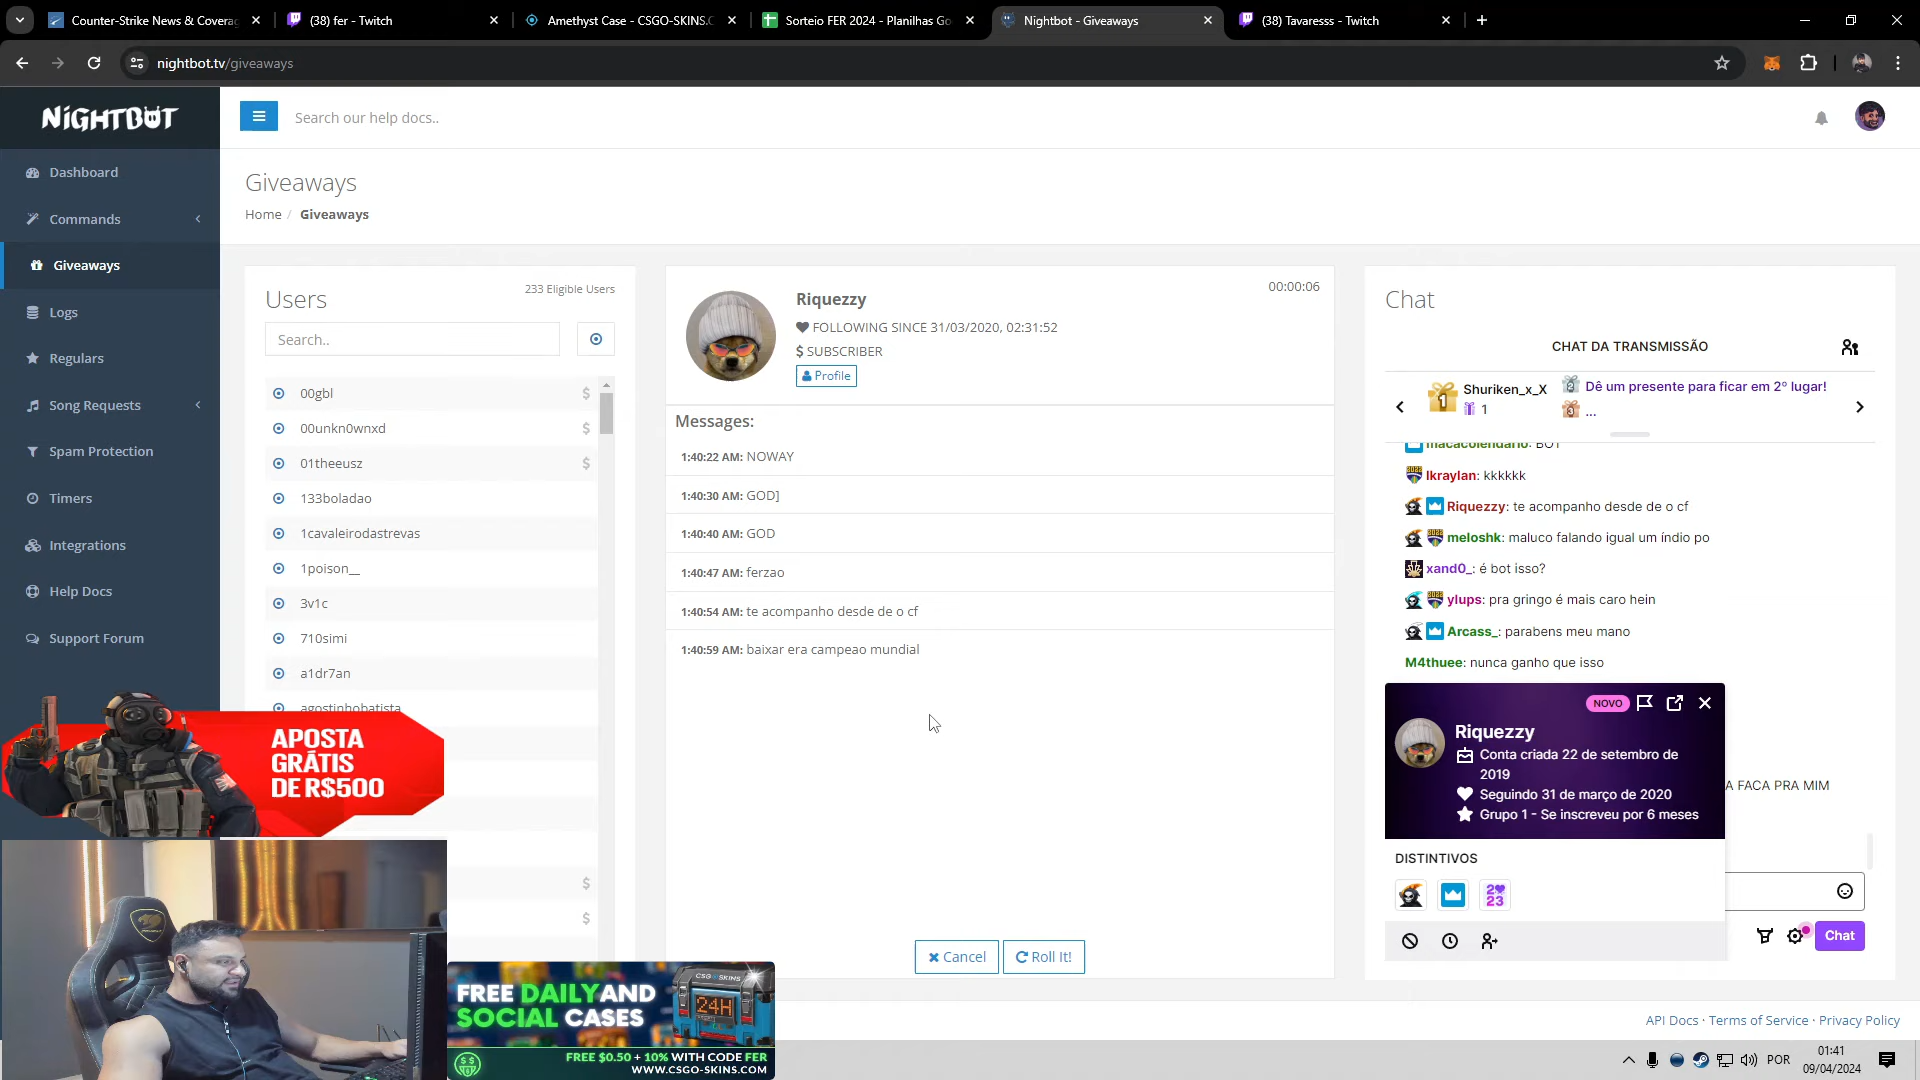 Counter-Strike News & Coverag
(38) fer - Twitch
Amethyst Case - CSGO-SKINS.C
Sorteio FER 2024 - Planilhas Go
Nightbot - Giveaways
(38) Tavaresss - Twitch
nightbot.tv/giveaways
NiGHTBOT
Search our help docs..
Dashboard
Commands
Giveaways
Logs
Regulars
Song Requests
Spam Protection
Timers
Integrations
Help Docs
Support Forum
Giveaways
Home / Giveaways
Users
233 Eligible Users
Search..
00gbl
00unkn0wnxd
01theeusz
133boladao
1cavaleirodastrevas
1poison__
3v1c
710simi
a1dr7an
agostinhobatista
Riquezzy
00:00:06
FOLLOWING SINCE 31/03/2020, 02:31:52
$ SUBSCRIBER
Profile
Messages:
1:40:22 AM: NOWAY
1:40:30 AM: GOD]
1:40:40 AM: GOD
1:40:47 AM: ferzao
1:40:54 AM: te acompanho desde de o cf
1:40:59 AM: baixar era campeao mundial
Cancel
Roll It!
Chat
CHAT DA TRANSMISSÃO
1
Shuriken_x_X
1
2
Dê um presente para ficar em 2º lugar!
3
...
macacolendario: BOT
lkraylan: kkkkkk
Riquezzy: te acompanho desde de o cf
meloshk: maluco falando igual um índio po
xand0_: é bot isso?
ylups: pra gringo é mais caro hein
Arcass_: parabens meu mano
M4thuee: nunca ganho que isso
NOVO
Riquezzy
Conta criada 22 de setembro de
2019
Seguindo 31 de março de 2020
Grupo 1 - Se inscreveu por 6 meses
A FACA PRA MIM
DISTINTIVOS
2 23
Chat
APOSTA
GRÁTIS
DE R$500
FREE DAILY AND
SOCIAL CASES
CSGO SKINS
24H
FREE $0.50 + 10% WITH CODE FER
WWW.CSGO-SKINS.COM
API Docs · Terms of Service · Privacy Policy
POR
01:41
09/04/2024